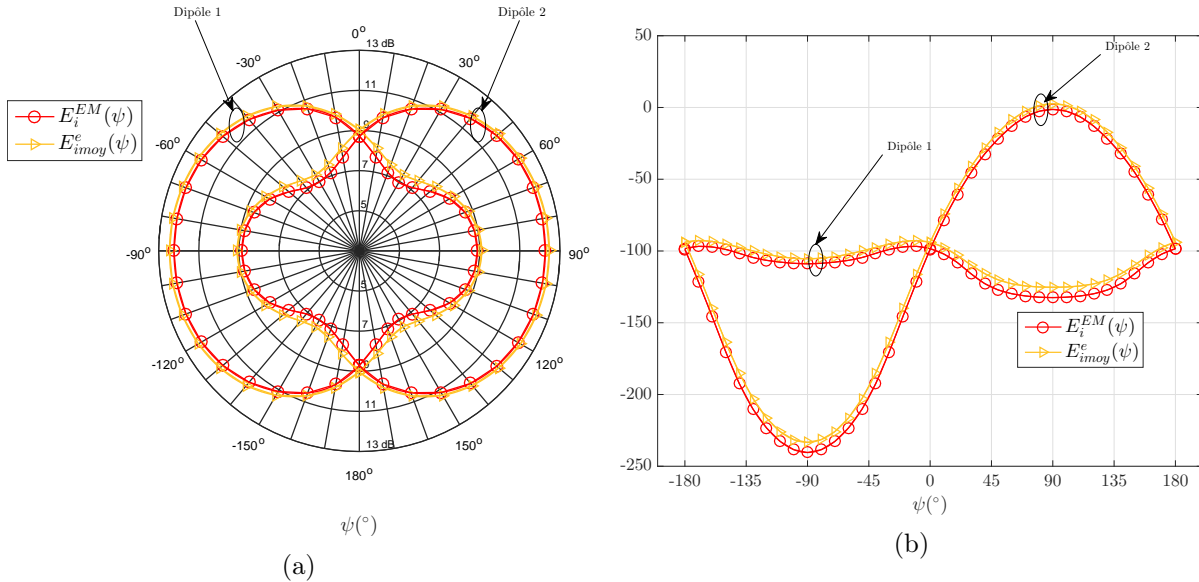 Dipôle 1
Dipôle 2
0°
13 dB
-30°
30°
11
9
-60°
60°
7
5
-90°
90°
5
7
-120°
120°
11
-150°
150°
13 dB
180°
E_i^{EM}(ψ)
E_{imoy}^e(ψ)
ψ(°)
(a)
50
0
-50
-100
-150
-200
-250
Dipôle 2
Dipôle 1
E_i^{EM}(ψ)
E_{imoy}^e(ψ)
-180 -135 -90 -45 0 45 90 135 180
ψ(°)
(b)